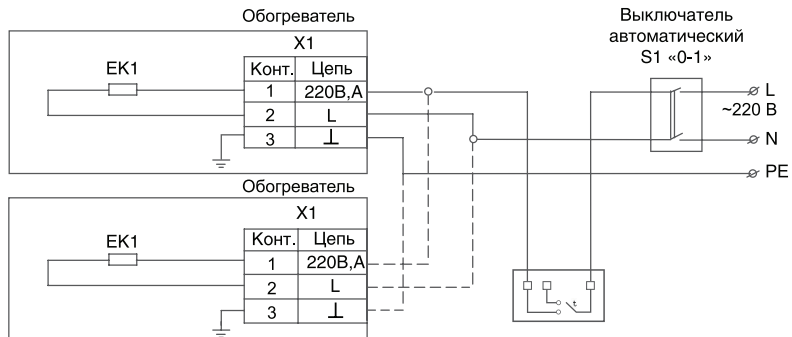 Обогреватель
X1
EK1
Конт. Цепь
1 220В,А
2 L
3 ⊥
Выключатель
автоматический
S1 «0-1»
L
~220 В
N
PE
Обогреватель
X1
EK1
Конт. Цепь
1 220В,А
2 L
3 ⊥
t